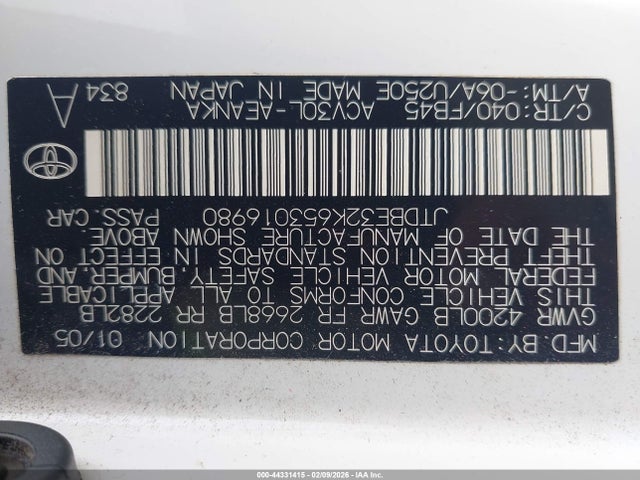 MFD. BY: TOYOTA MOTOR CORPORATION 01/05
GVWR 4200LB GAWR FR 2668LB RR 2282LB
THIS VEHICLE CONFORMS TO ALL APPLICABLE
FEDERAL MOTOR VEHICLE SAFETY, BUMPER, AND
THEFT PREVENTION STANDARDS IN EFFECT ON
THE DATE OF MANUFACTURE SHOWN ABOVE.
JTDBE32K653016980 PASS. CAR
C/TR:040/FB45 ACV30L-AEANKA A 834
A/TM:-06A/U250E MADE IN JAPAN
000-44331415 - 02/09/2026 - IAA Inc.